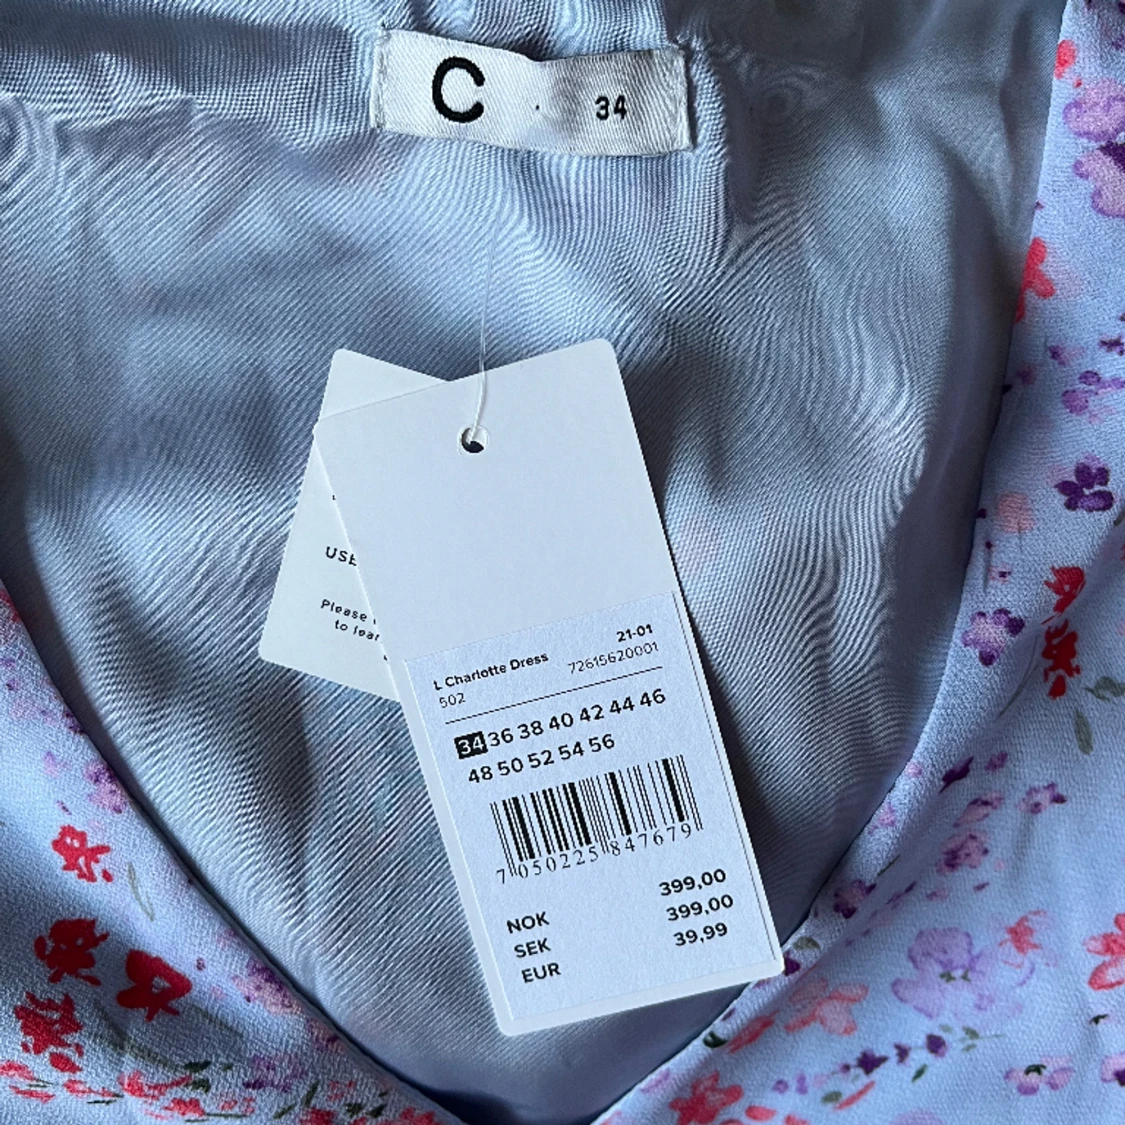 C 34
USE
Please
to lear
21-01
L Charlotte Dress 72615620001
502
34 36 38 40 42 44 46
48 50 52 54 56
7 050225 847679
NOK 399,00
SEK 399,00
EUR 39,99